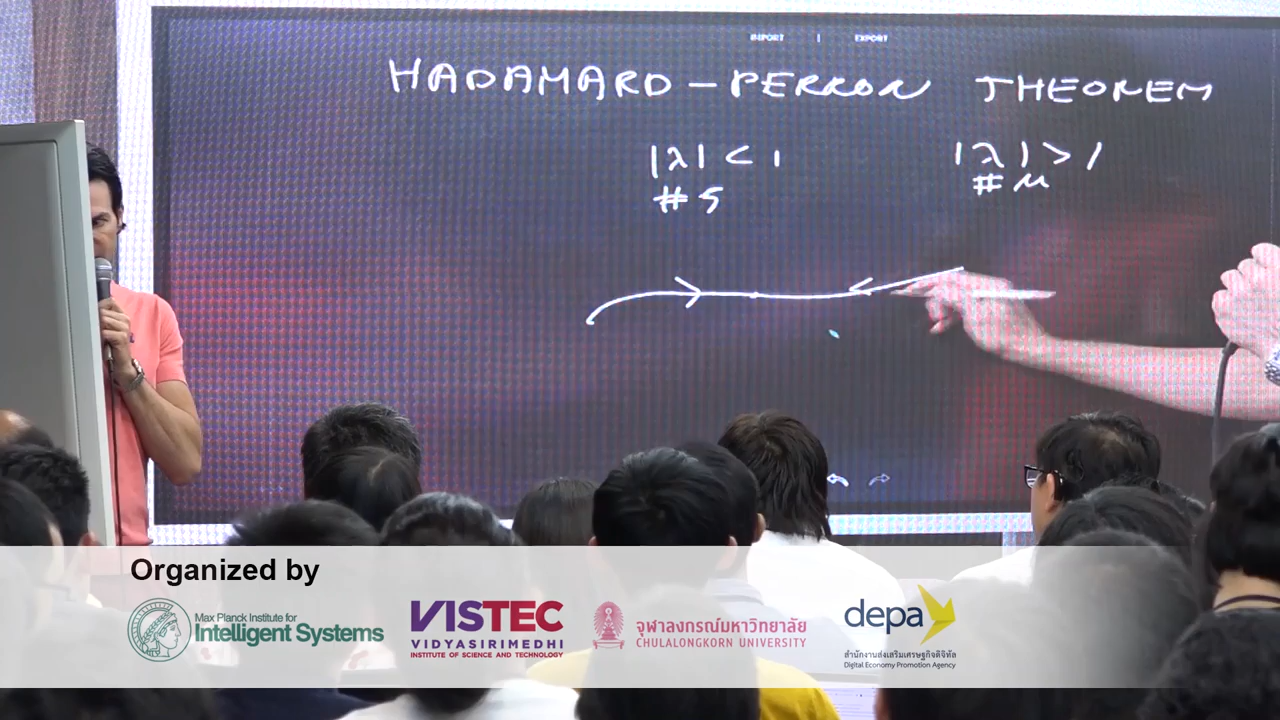 IMPORT | EXPORT
HADAMARD – PERRON THEOREM
|λ| < 1 |λ| > 1
# s # u
Organized by
Max Planck Institute for
Intelligent Systems
VISTEC
VIDYASIRIMEDHI
INSTITUTE OF SCIENCE AND TECHNOLOGY
จุฬาลงกรณ์มหาวิทยาลัย
CHULALONGKORN UNIVERSITY
depa
สำนักงานส่งเสริมเศรษฐกิจดิจิทัล
Digital Economy Promotion Agency